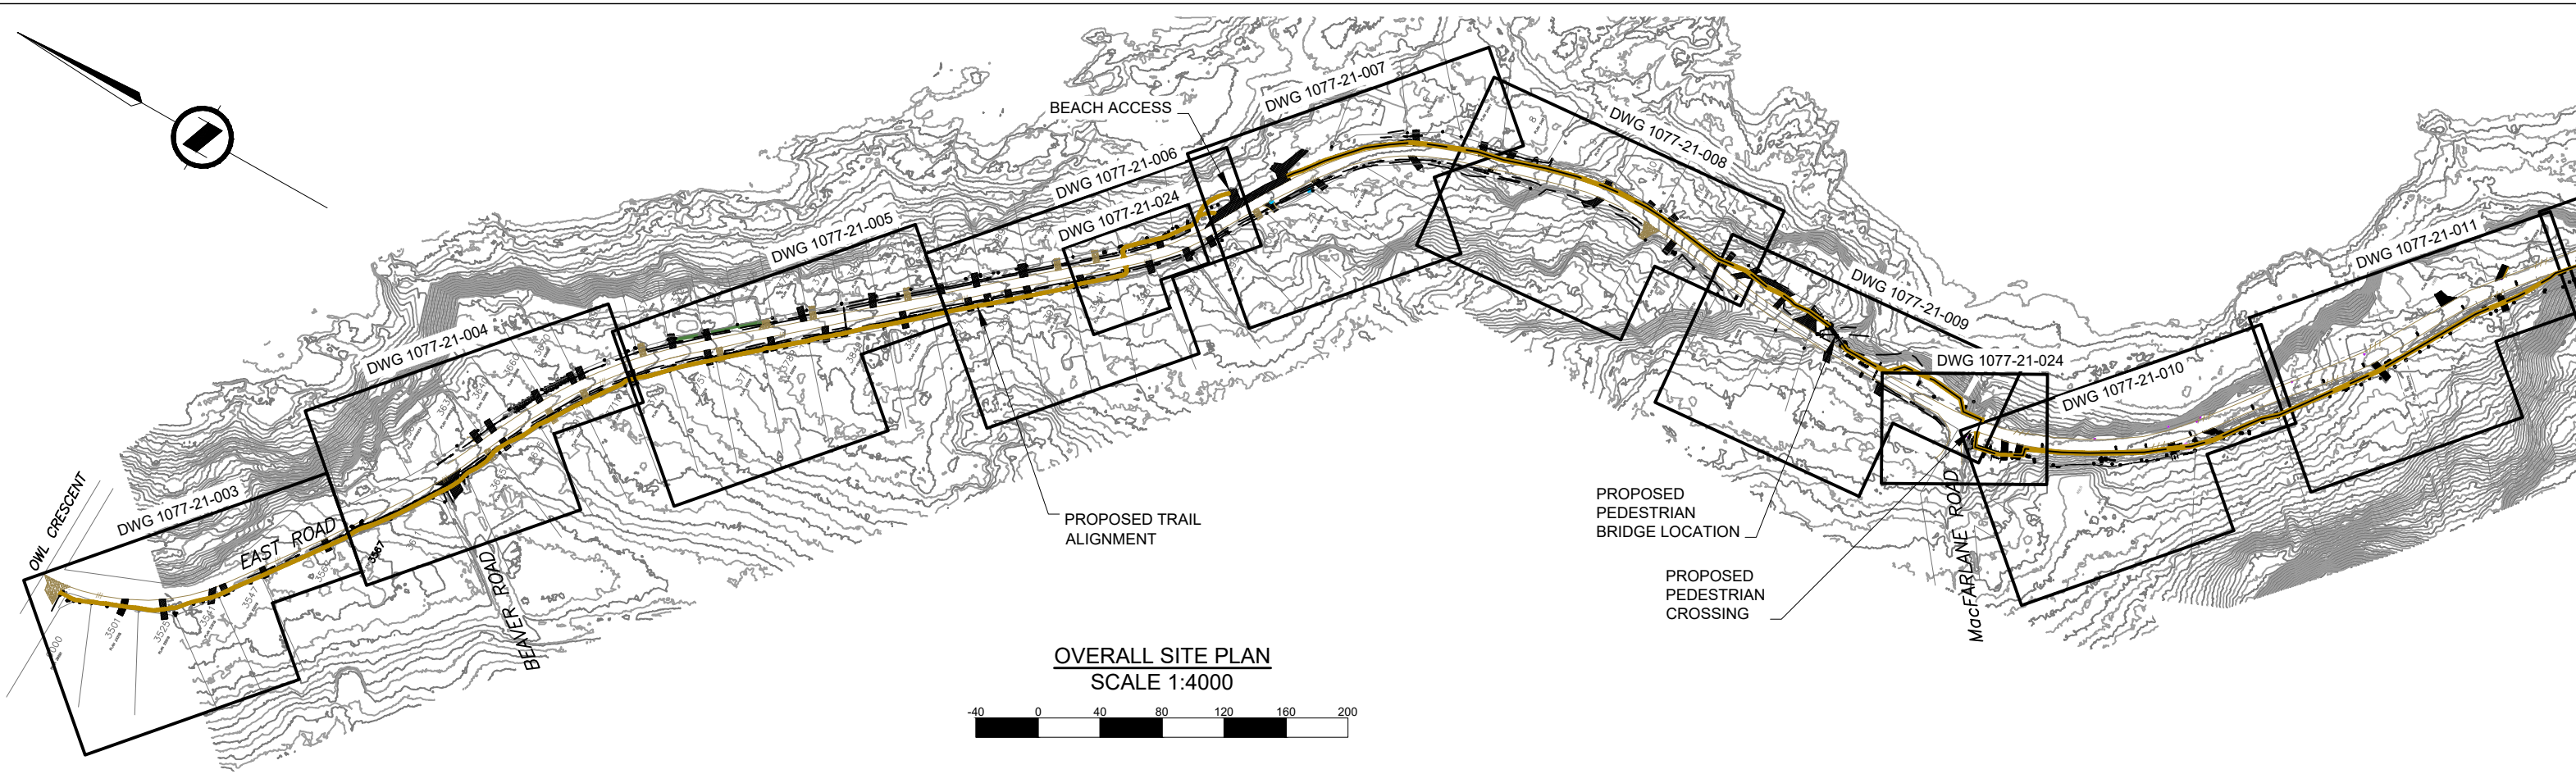 DWG 1077-21-007
BEACH ACCESS
DWG 1077-21-008
DWG 1077-21-006
DWG 1077-21-024
DWG 1077-21-005
DWG 1077-21-011
DWG 1077-21-009
DWG 1077-21-004
DWG 1077-21-024
DWG 1077-21-010
DWG 1077-21-003
OWL CRESCENT
EAST ROAD
3567
3501
3525
3547
BEAVER ROAD
PROPOSED TRAIL
ALIGNMENT
PROPOSED
PEDESTRIAN
BRIDGE LOCATION
PROPOSED
PEDESTRIAN
CROSSING
MacFARLANE ROAD
OVERALL SITE PLAN
SCALE 1:4000
-40 0 40 80 120 160 200